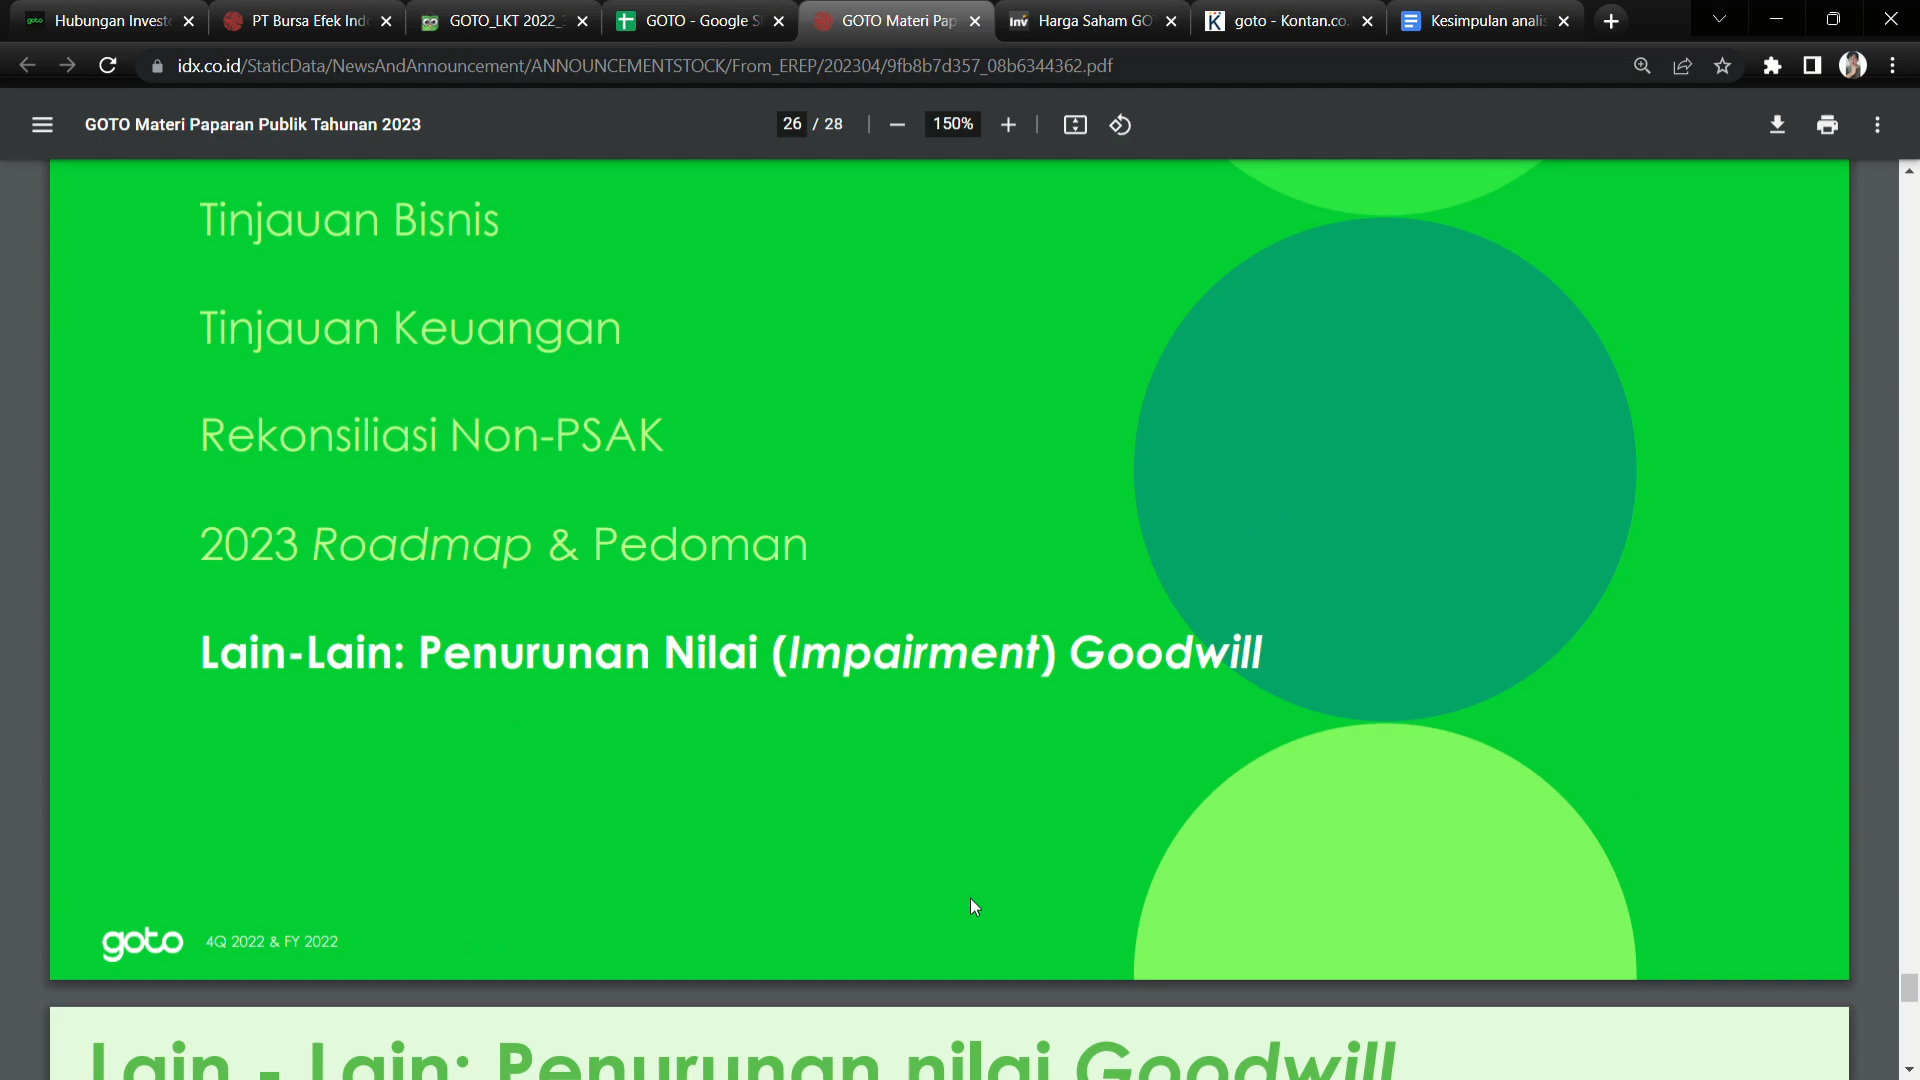 Hubungan Invest
PT Bursa Efek Ind
GOTO_LKT 2022_
GOTO - Google S
GOTO Materi Pap
Harga Saham GO
goto - Kontan.co.
Kesimpulan analis
idx.co.id/StaticData/NewsAndAnnouncement/ANNOUNCEMENTSTOCK/From_EREP/202304/9fb8b7d357_08b6344362.pdf
GOTO Materi Paparan Publik Tahunan 2023
26 / 28
150%
Tinjauan Bisnis
Tinjauan Keuangan
Rekonsiliasi Non-PSAK
2023 Roadmap & Pedoman
Lain-Lain: Penurunan Nilai (Impairment) Goodwill
goto 4Q 2022 & FY 2022
Lain - Lain: Penurunan nilai Goodwill